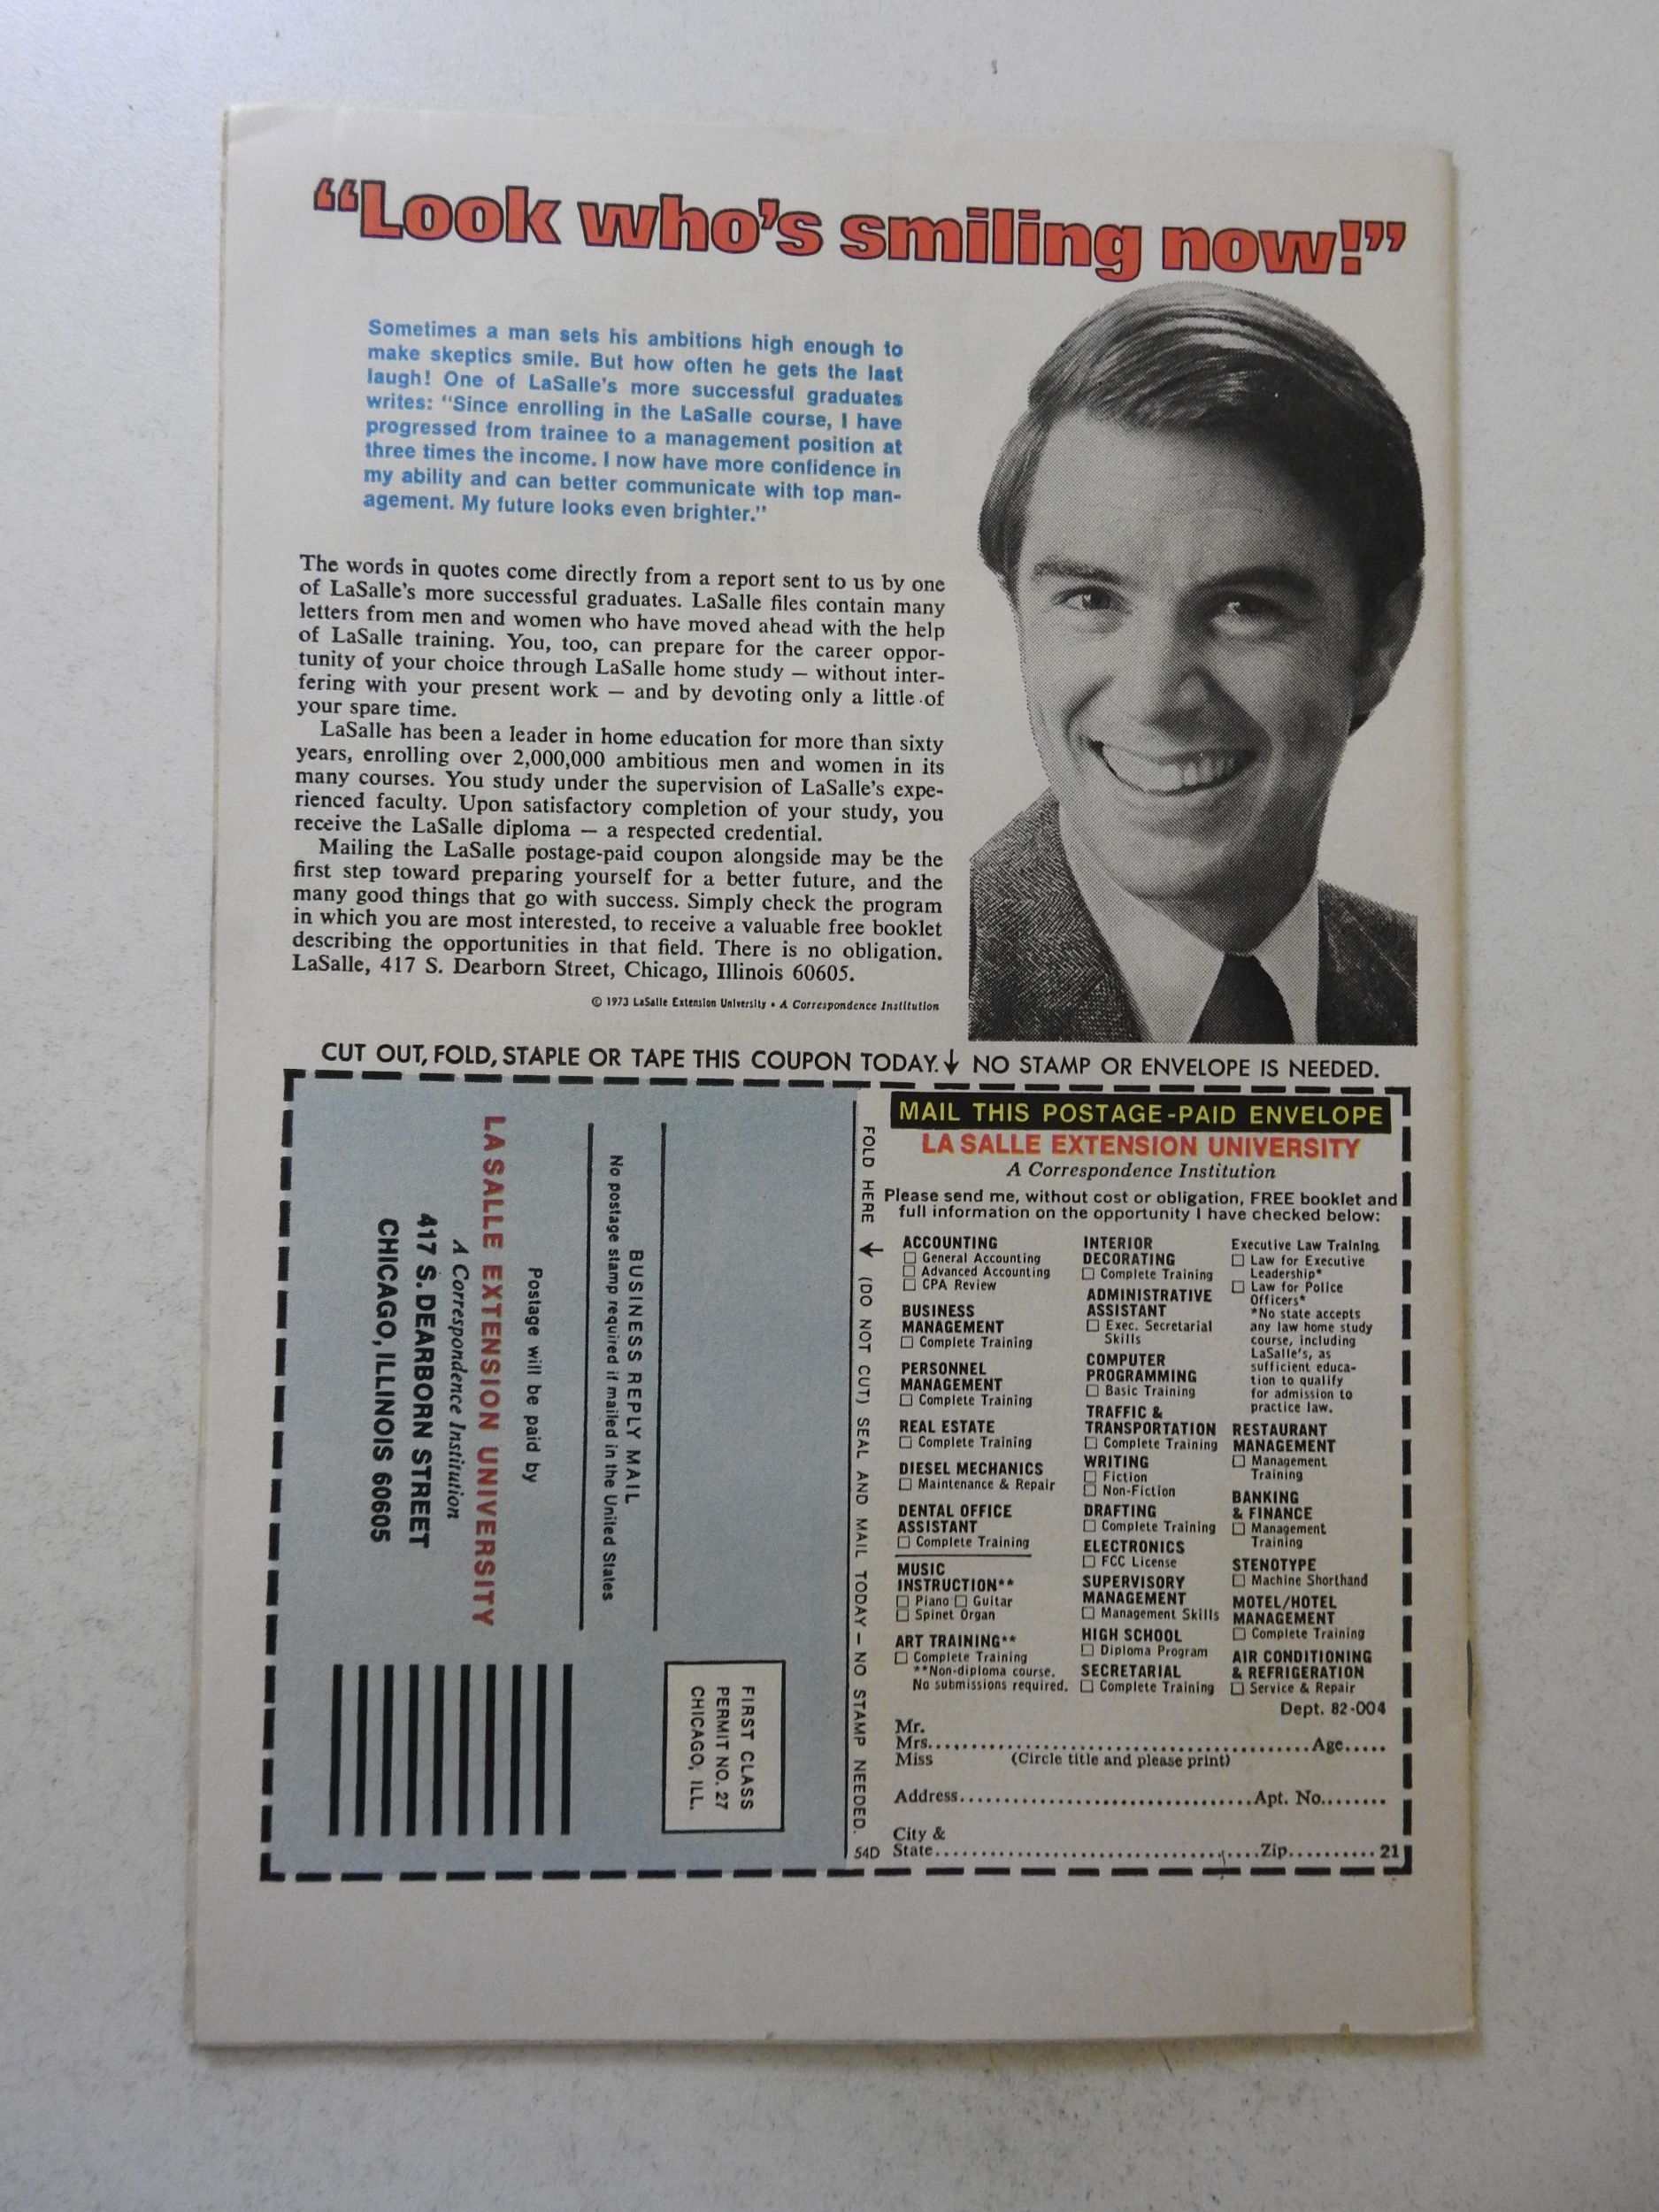 “Look who’s smiling now!”
Sometimes a man sets his ambitions high enough to
make skeptics smile. But how often he gets the last
laugh! One of LaSalle’s more successful graduates
writes: “Since enrolling in the LaSalle course, I have
progressed from trainee to a management position at
three times the income. I now have more confidence in
my ability and can better communicate with top man-
agement. My future looks even brighter.”
The words in quotes come directly from a report sent to us by one
of LaSalle’s more successful graduates. LaSalle files contain many
letters from men and women who have moved ahead with the help
of LaSalle training. You, too, can prepare for the career oppor-
tunity of your choice through LaSalle home study — without inter-
fering with your present work — and by devoting only a little of
your spare time.
LaSalle has been a leader in home education for more than sixty
years, enrolling over 2,000,000 ambitious men and women in its
many courses. You study under the supervision of LaSalle’s expe-
rienced faculty. Upon satisfactory completion of your study, you
receive the LaSalle diploma — a respected credential.
Mailing the LaSalle postage-paid coupon alongside may be the
first step toward preparing yourself for a better future, and the
many good things that go with success. Simply check the program
in which you are most interested, to receive a valuable free booklet
describing the opportunities in that field. There is no obligation.
LaSalle, 417 S. Dearborn Street, Chicago, Illinois 60605.
© 1973 LaSalle Extension University • A Correspondence Institution
CUT OUT, FOLD, STAPLE OR TAPE THIS COUPON TODAY.↓ NO STAMP OR ENVELOPE IS NEEDED.
FIRST CLASS
PERMIT NO. 27
CHICAGO, ILL.
BUSINESS REPLY MAIL
No postage stamp required if mailed in the United States
Postage will be paid by
LA SALLE EXTENSION UNIVERSITY
A Correspondence Institution
417 S. DEARBORN STREET
CHICAGO, ILLINOIS 60605
FOLD HERE ↓ (DO NOT CUT) SEAL AND MAIL TODAY — NO STAMP NEEDED.
54D
MAIL THIS POSTAGE-PAID ENVELOPE
LA SALLE EXTENSION UNIVERSITY
A Correspondence Institution
Please send me, without cost or obligation, FREE booklet and
full information on the opportunity I have checked below:
ACCOUNTING
☐ General Accounting
☐ Advanced Accounting
☐ CPA Review
BUSINESS
MANAGEMENT
☐ Complete Training
PERSONNEL
MANAGEMENT
☐ Complete Training
REAL ESTATE
☐ Complete Training
DIESEL MECHANICS
☐ Maintenance & Repair
DENTAL OFFICE
ASSISTANT
☐ Complete Training
MUSIC
INSTRUCTION**
☐ Piano ☐ Guitar
☐ Spinet Organ
ART TRAINING**
☐ Complete Training
**Non-diploma course.
No submissions required.
INTERIOR
DECORATING
☐ Complete Training
ADMINISTRATIVE
ASSISTANT
☐ Exec. Secretarial
Skills
COMPUTER
PROGRAMMING
☐ Basic Training
TRAFFIC &
TRANSPORTATION
☐ Complete Training
WRITING
☐ Fiction
☐ Non-Fiction
DRAFTING
☐ Complete Training
ELECTRONICS
☐ FCC License
SUPERVISORY
MANAGEMENT
☐ Management Skills
HIGH SCHOOL
☐ Diploma Program
SECRETARIAL
☐ Complete Training
Executive Law Training
☐ Law for Executive
Leadership*
☐ Law for Police
Officers*
*No state accepts
any law home study
course, including
LaSalle’s, as
sufficient educa-
tion to qualify
for admission to
practice law.
RESTAURANT
MANAGEMENT
☐ Management
Training
BANKING
& FINANCE
☐ Management
Training
STENOTYPE
☐ Machine Shorthand
MOTEL/HOTEL
MANAGEMENT
☐ Complete Training
AIR CONDITIONING
& REFRIGERATION
☐ Service & Repair
Dept. 82-004
Mr.
Mrs. Age
Miss (Circle title and please print)
Address Apt. No.
City &
State Zip 21